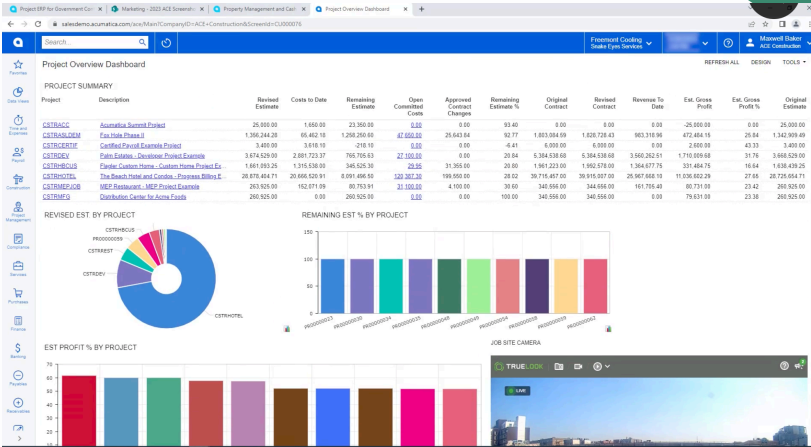 Project ERP for Government Con
Marketing - 2023 ACE Screensh
Property Management and Cash
Project Overview Dashboard
salesdemo.acumatica.com/ace/Main?CompanyID=ACE+Construction&ScreenId=CU000076
Search...
Freemont Cooling
Snake Eyes Services
Maxwell Baker
ACE Construction
Favorites
Data Views
Time and Expenses
Payroll
Construction
Project Management
Compliance
Services
Purchases
Finance
Banking
Payables
Receivables
Project Overview Dashboard
REFRESH ALL DESIGN TOOLS
PROJECT SUMMARY
Project Description Revised Estimate Costs to Date Remaining Estimate Open Committed Costs Approved Contract Changes Remaining Estimate % Original Contract Revised Contract Revenue To Date Est. Gross Profit Est. Gross Profit % Original Estimate
CSTRACC Acumatica Summit Project 25,000.00 1,650.00 23,350.00 0.00 0.00 93.40 0.00 0.00 0.00 -25,000.00 0.00 25,000.00
CSTRASLDEM Fox Hole Phase II 1,356,244.28 65,462.18 1,258,250.60 47,650.00 25,643.84 92.77 1,803,084.59 1,828,728.43 983,318.96 472,484.15 25.84 1,342,909.49
CSTRCERTIF Certified Payroll Example Project 3,400.00 3,618.10 -218.10 0.00 0.00 -6.41 6,000.00 6,000.00 0.00 2,600.00 43.33 3,400.00
CSTRDEV Palm Estates - Developer Project Example 3,674,529.00 2,881,723.37 765,705.63 27,100.00 0.00 20.84 5,384,538.68 5,384,538.68 3,560,262.51 1,710,009.68 31.76 3,668,529.00
CSTRHBCUS Flagler Custom Home - Custom Home Project Ex... 1,661,093.25 1,315,538.00 345,525.30 29.95 31,355.00 20.80 1,961,223.00 1,992,578.00 1,364,677.75 331,484.75 16.64 1,638,439.25
CSTRHOTEL The Beach Hotel and Condos - Progress Billing E... 28,878,404.71 20,666,520.91 8,091,496.50 120,387.30 199,550.00 28.02 39,715,457.00 39,915,007.00 25,967,668.10 11,036,602.29 27.65 28,725,654.71
CSTRMEPJOB MEP Restaurant - MEP Project Example 263,925.00 152,071.09 80,753.91 31,100.00 4,100.00 30.60 340,556.00 344,656.00 161,705.40 80,731.00 23.42 260,925.00
CSTRMFG Distribution Center for Acme Foods 260,925.00 0.00 260,925.00 0.00 0.00 100.00 340,556.00 340,556.00 0.00 79,631.00 23.38 260,925.00
REVISED EST BY PROJECT
CSTRHBCUS
PR00000059
CSTRREST
CSTRDEV
CSTRHOTEL
REMAINING EST % BY PROJECT
150
100
50
0
PR00000023
PR00000030
PR00000034
PR00000035
PR00000048
PR00000049
PR00000054
PR00000058
PR00000059
PR00000062
EST PROFIT % BY PROJECT
70
60
50
40
30
20
10
JOB SITE CAMERA
TRUELOOK
LIVE